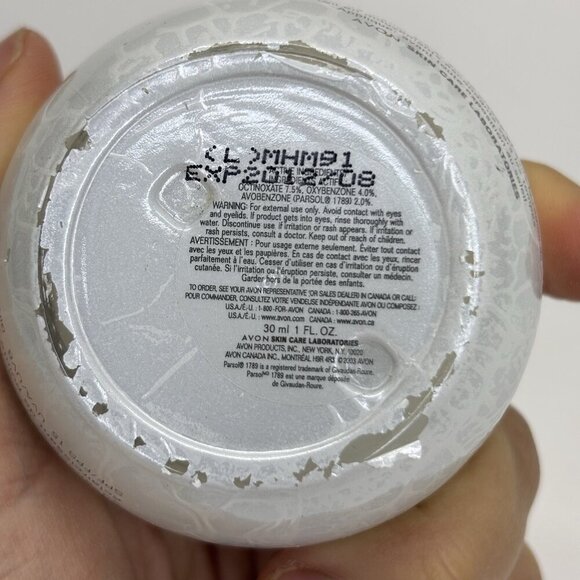 (L)MHM91
EXP2012/08
OCTINOXATE 7.5%, OXYBENZONE 4.0%,
AVOBENZONE (PARSOL® 1789) 2.0%.
WARNING: For external use only. Avoid contact with eyes
and eyelids. If product gets into eyes, rinse thoroughly with
water. Discontinue use if irritation or rash appears. If irritation or
rash persists, consult a doctor. Keep out of reach of children.
AVERTISSEMENT : Pour usage externe seulement. Éviter tout contact
avec les yeux et les paupières. En cas de contact avec les yeux, rincer
parfaitement à l'eau. Cesser d'utiliser en cas d'irritation ou d'éruption
cutanée. Si l'irritation ou l'éruption persiste, consulter un médecin.
Garder hors de la portée des enfants.
TO ORDER, SEE YOUR AVON REPRESENTATIVE (OR SALES DEALER) IN CANADA OR CALL:
POUR COMMANDER, CONSULTEZ VOTRE VENDEUSE INDÉPENDANTE AVON OU COMPOSEZ :
U.S.A./É.-U. : 1-800-FOR-AVON CANADA : 1-800-265-AVON
U.S.A./É.-U. : www.avon.com CANADA : www.avon.ca
30 ml 1 FL. OZ.
AVON SKIN CARE LABORATORIES
AVON PRODUCTS, INC., NEW YORK, N.Y. 10020
AVON CANADA INC., MONTRÉAL H9R 4R3 ©2003 AVON
Parsol® 1789 is a registered trademark of Givaudan-Roure.
Parsol 1789 est une marque déposée
de Givaudan-Roure.
AVON SKIN CARE LABORATORIES